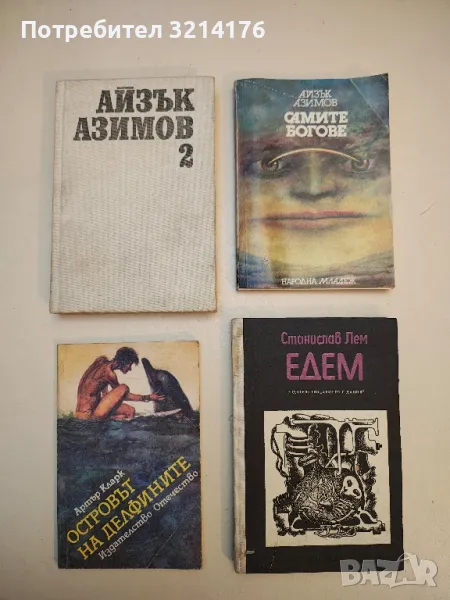 Потребител 3214176
АЙЗЪК
АЗИМОВ
2
АЙЗЪК
АЗИМОВ
САМИТЕ
БОГОВЕ
НАРОДНА МЛАДЕЖ
Артър Кларк
ОСТРОВЪТ
НА ДЕЛФИНИТЕ
Издателство Отечество
Станислав Лем
ЕДЕМ
BAZAR